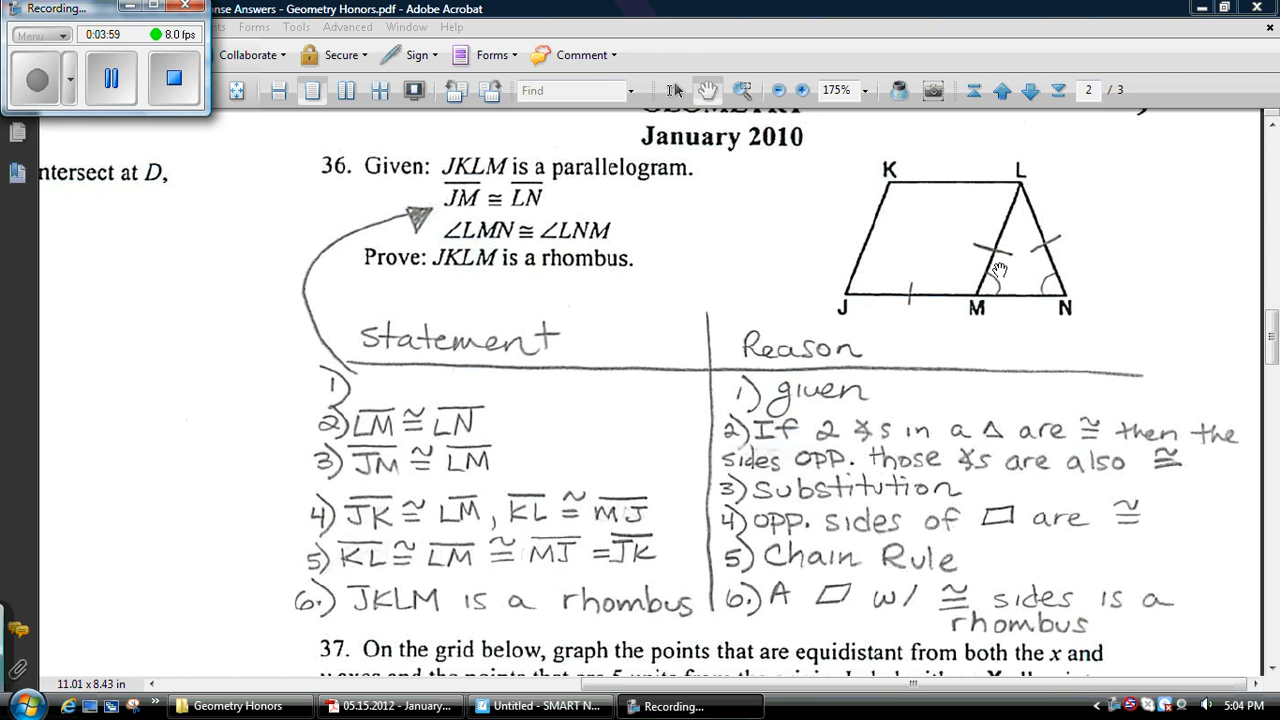 Recording...
onse Answers - Geometry Honors.pdf - Adobe Acrobat
Menu
0:03:59
8.0 fps
Forms Tools Advanced Window Help
Collaborate Secure Sign Forms Comment
Find
175%
2 / 3
GEOMETRY
January 2010
ntersect at D,
36. Given: JKLM is a parallelogram.
JM ≅ LN
∠LMN ≅ ∠LNM
Prove: JKLM is a rhombus.
K L
J M N
Statement Reason
1) 1) given
2) LM ≅ LN 2) If 2 ∡s in a Δ are ≅ then the
sides opp. those ∡s are also ≅
3) JM ≅ LM 3) Substitution
4) JK ≅ LM, KL ≅ MJ 4) opp. sides of ▱ are ≅
5) KL ≅ LM ≅ MJ = JK 5) Chain Rule
6.) JKLM is a rhombus 6.) A ▱ w/ ≅ sides is a
rhombus
37. On the grid below, graph the points that are equidistant from both the x and
11.01 x 8.43 in
Geometry Honors
05.15.2012 - January...
Untitled - SMART N...
Recording...
5:04 PM